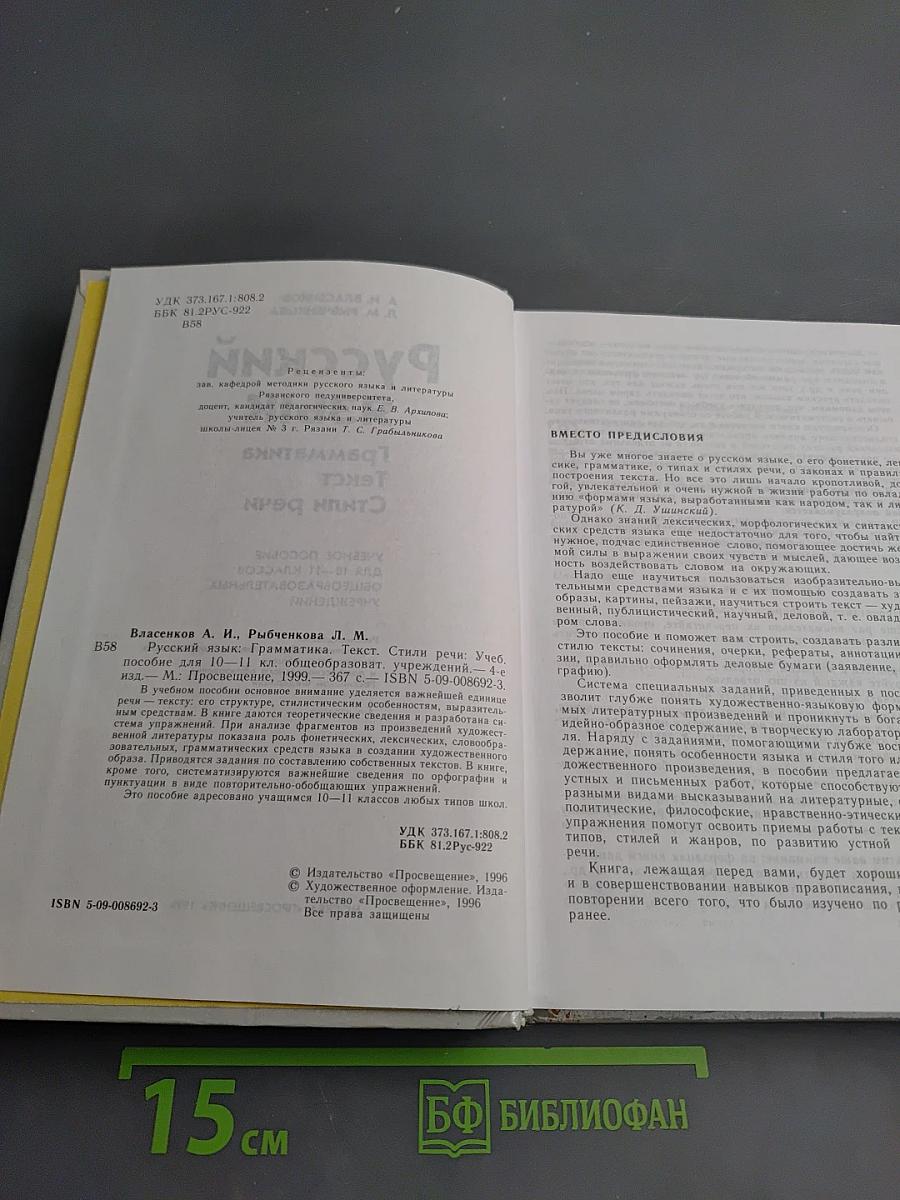 УДК 373.167.1:808.2
ББК 81.2РУС-922
В58
Рецензенты:
зав. кафедрой методики русского языка и литературы
Рязанского педуниверситета,
доцент, кандидат педагогических наук Е. В. Архипова;
учитель русского языка и литературы
школы-лицея № 3 г. Рязани Т. С. Грабыльникова
Власенков А. И., Рыбченкова Л. М.
В58 Русский язык: Грамматика. Текст. Стили речи: Учеб.
пособие для 10—11 кл. общеобразоват. учреждений.— 4-е
изд.— М.: Просвещение, 1999.— 367 с.— ISBN 5-09-008692-3.
В учебном пособии основное внимание уделяется важнейшей единице
речи — тексту: его структуре, стилистическим особенностям, выразитель-
ным средствам. В книге даются теоретические сведения и разработана си-
стема упражнений. При анализе фрагментов из произведений художест-
венной литературы показана роль фонетических, лексических, словообра-
зовательных, грамматических средств языка в создании художественного
образа. Приводятся задания по составлению собственных текстов. В книге,
кроме того, систематизируются важнейшие сведения по орфографии и
пунктуации в виде повторительно-обобщающих упражнений.
Это пособие адресовано учащимся 10—11 классов любых типов школ.
УДК 373.167.1:808.2
ББК 81.2Рус-922
© Издательство «Просвещение», 1996
© Художественное оформление. Изда-
тельство «Просвещение», 1996
Все права защищены
ISBN 5-09-008692-3
ВМЕСТО ПРЕДИСЛОВИЯ
Вы уже многое знаете о русском языке, о его фонетике, ле
сике, грамматике, о типах и стилях речи, о законах и правил
построения текста. Но все это лишь начало кропотливой, до
гой, увлекательной и очень нужной в жизни работы по овла
нию «формами языка, выработанными как народом, так и ли
ратурой» (К. Д. Ушинский).
Однако знаний лексических, морфологических и синтакс
ских средств языка еще недостаточно для того, чтобы найт
нужное, подчас единственное слово, помогающее достичь же
мой силы в выражении своих чувств и мыслей, дающее воз
ность воздействовать словом на окружающих.
Надо еще научиться пользоваться изобразительно-вы
тельными средствами языка и с их помощью создавать з
образы, картины, пейзажи, научиться строить текст — худ
венный, публицистический, научный, деловой, т. е. овлад
ром слова.
Это пособие и поможет вам строить, создавать разли
стилю тексты: сочинения, очерки, рефераты, аннотации
зии, правильно оформлять деловые бумаги (заявление,
графию).
Система специальных заданий, приведенных в пос
зволит глубже понять художественно-языковую форм
мых литературных произведений и проникнуть в бога
идейно-образное содержание, в творческую лаборатор
ля. Наряду с заданиями, помогающими глубже вос
держание, понять особенности языка и стиля того ил
дожественного произведения, в пособии предлагае
устных и письменных работ, которые способствую
разными видами высказываний на литературные,
политические, философские, нравственно-этически
упражнения помогут освоить приемы работы с тек
типов, стилей и жанров, по развитию устной
речи.
Книга, лежащая перед вами, будет хороши
и в совершенствовании навыков правописания,
повторении всего того, что было изучено по р
ранее.
15 см
БФ БИБЛИОФАН